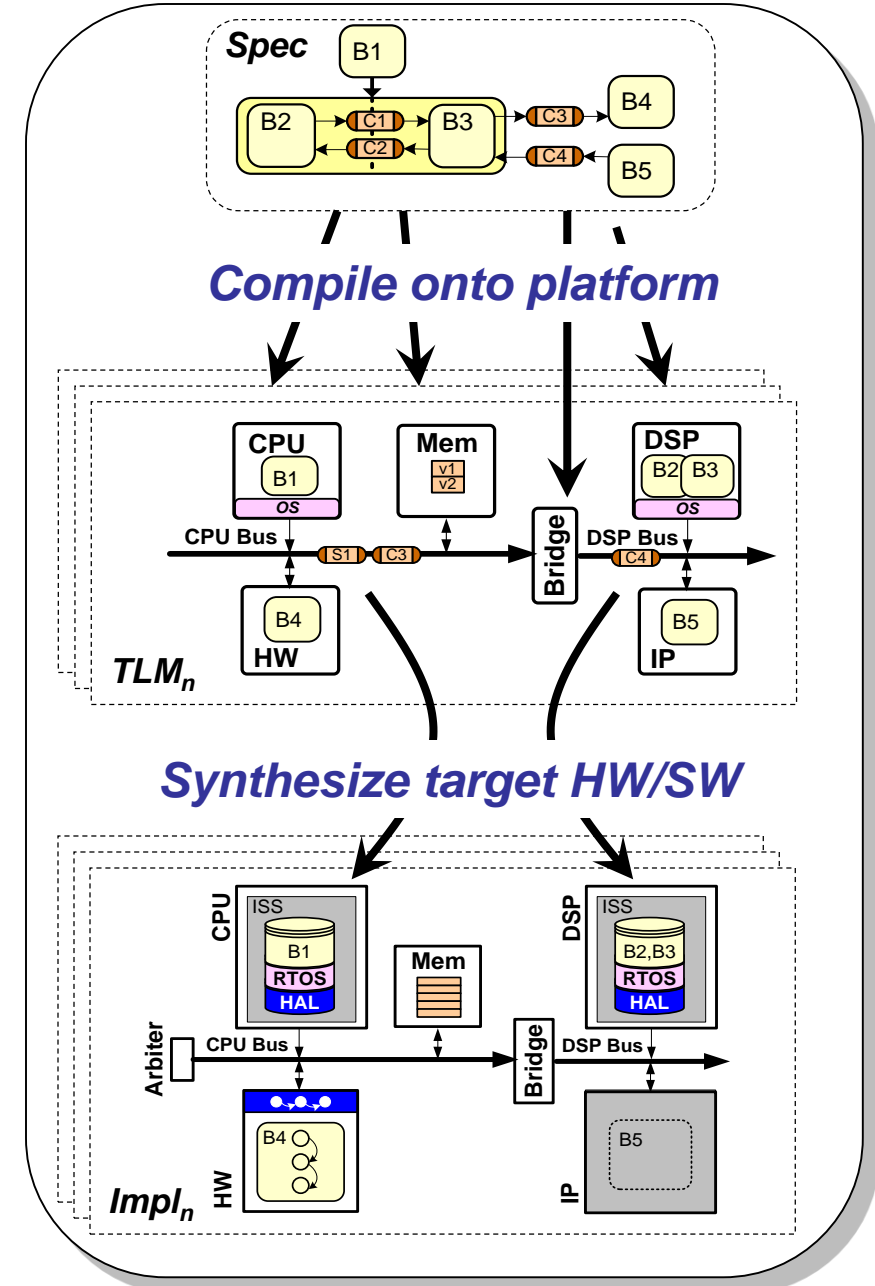 Spec
B1
B2
C1
C2
B3
C3
C4
B4
B5
Compile onto platform
CPU
B1
OS
Mem
v1
v2
DSP
B2
B3
OS
CPU Bus
S1
C3
Bridge
DSP Bus
C4
B4
HW
B5
IP
TLMn
Synthesize target HW/SW
CPU
ISS
B1
RTOS
HAL
Mem
DSP
ISS
B2,B3
RTOS
HAL
Arbiter
CPU Bus
Bridge
DSP Bus
B4
HW
B5
IP
Impln